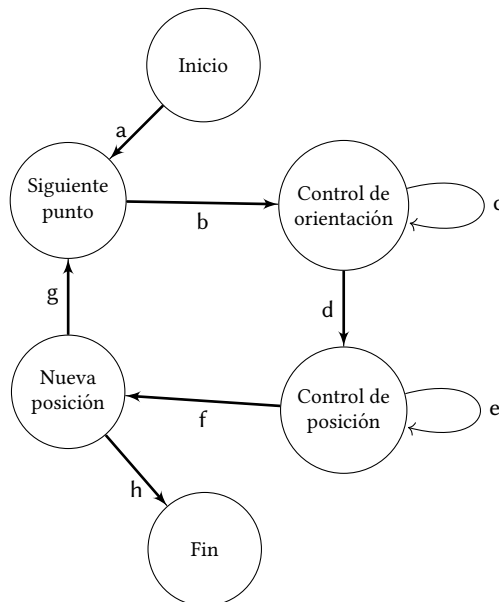 Inicio
a
Siguiente
punto
b
Control de
orientación
c
d
g
Nueva
posición
f
Control de
posición
e
h
Fin